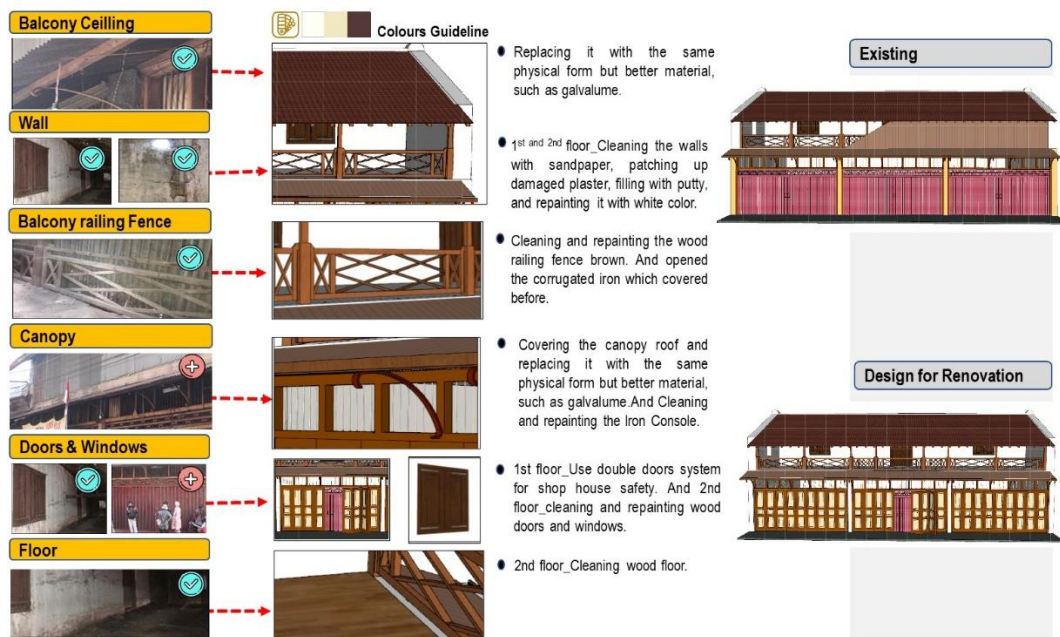 Balcony Ceilling
Colours Guideline
Replacing it with the same
physical form but better material,
such as galvalume.
Existing
Wall
1st and 2nd floor_Cleaning the walls
with sandpaper, patching up
damaged plaster, filling with putty,
and repainting it with white color.
Balcony railing Fence
Cleaning and repainting the wood
railing fence brown. And opened
the corrugated iron which covered
before.
Canopy
Covering the canopy roof and
replacing it with the same
physical form but better material,
such as galvalume.And Cleaning
and repainting the Iron Console.
Design for Renovation
Doors & Windows
1st floor_Use double doors system
for shop house safety. And 2nd
floor_cleaning and repainting wood
doors and windows.
Floor
2nd floor_Cleaning wood floor.